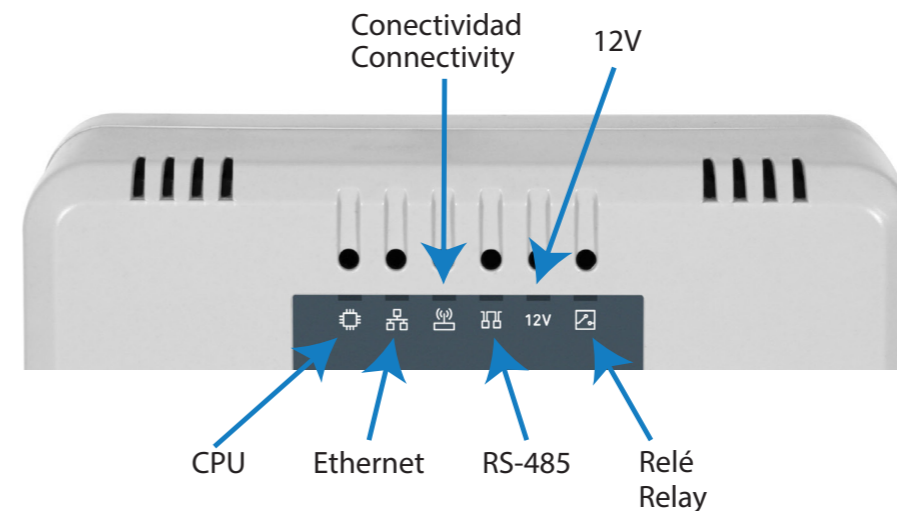 Conectividad
Connectivity
12V
12V
CPU
Ethernet
RS-485
Relé
Relay